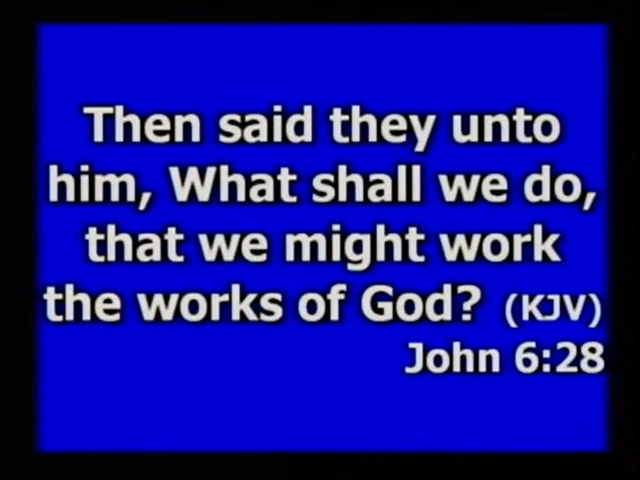 Then said they unto
him, What shall we do,
that we might work
the works of God? (KJV)
John 6:28